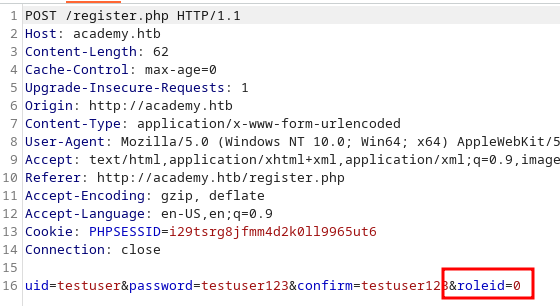 1 POST /register.php HTTP/1.1
2 Host: academy.htb
3 Content-Length: 62
4 Cache-Control: max-age=0
5 Upgrade-Insecure-Requests: 1
6 Origin: http://academy.htb
7 Content-Type: application/x-www-form-urlencoded
8 User-Agent: Mozilla/5.0 (Windows NT 10.0; Win64; x64) AppleWebKit/5
9 Accept: text/html,application/xhtml+xml,application/xml;q=0.9,image
10 Referer: http://academy.htb/register.php
11 Accept-Encoding: gzip, deflate
12 Accept-Language: en-US,en;q=0.9
13 Cookie: PHPSESSID=i29tsrg8jfmm4d2k0ll9965ut6
14 Connection: close
15
16 uid=testuser&password=testuser123&confirm=testuser123&roleid=0